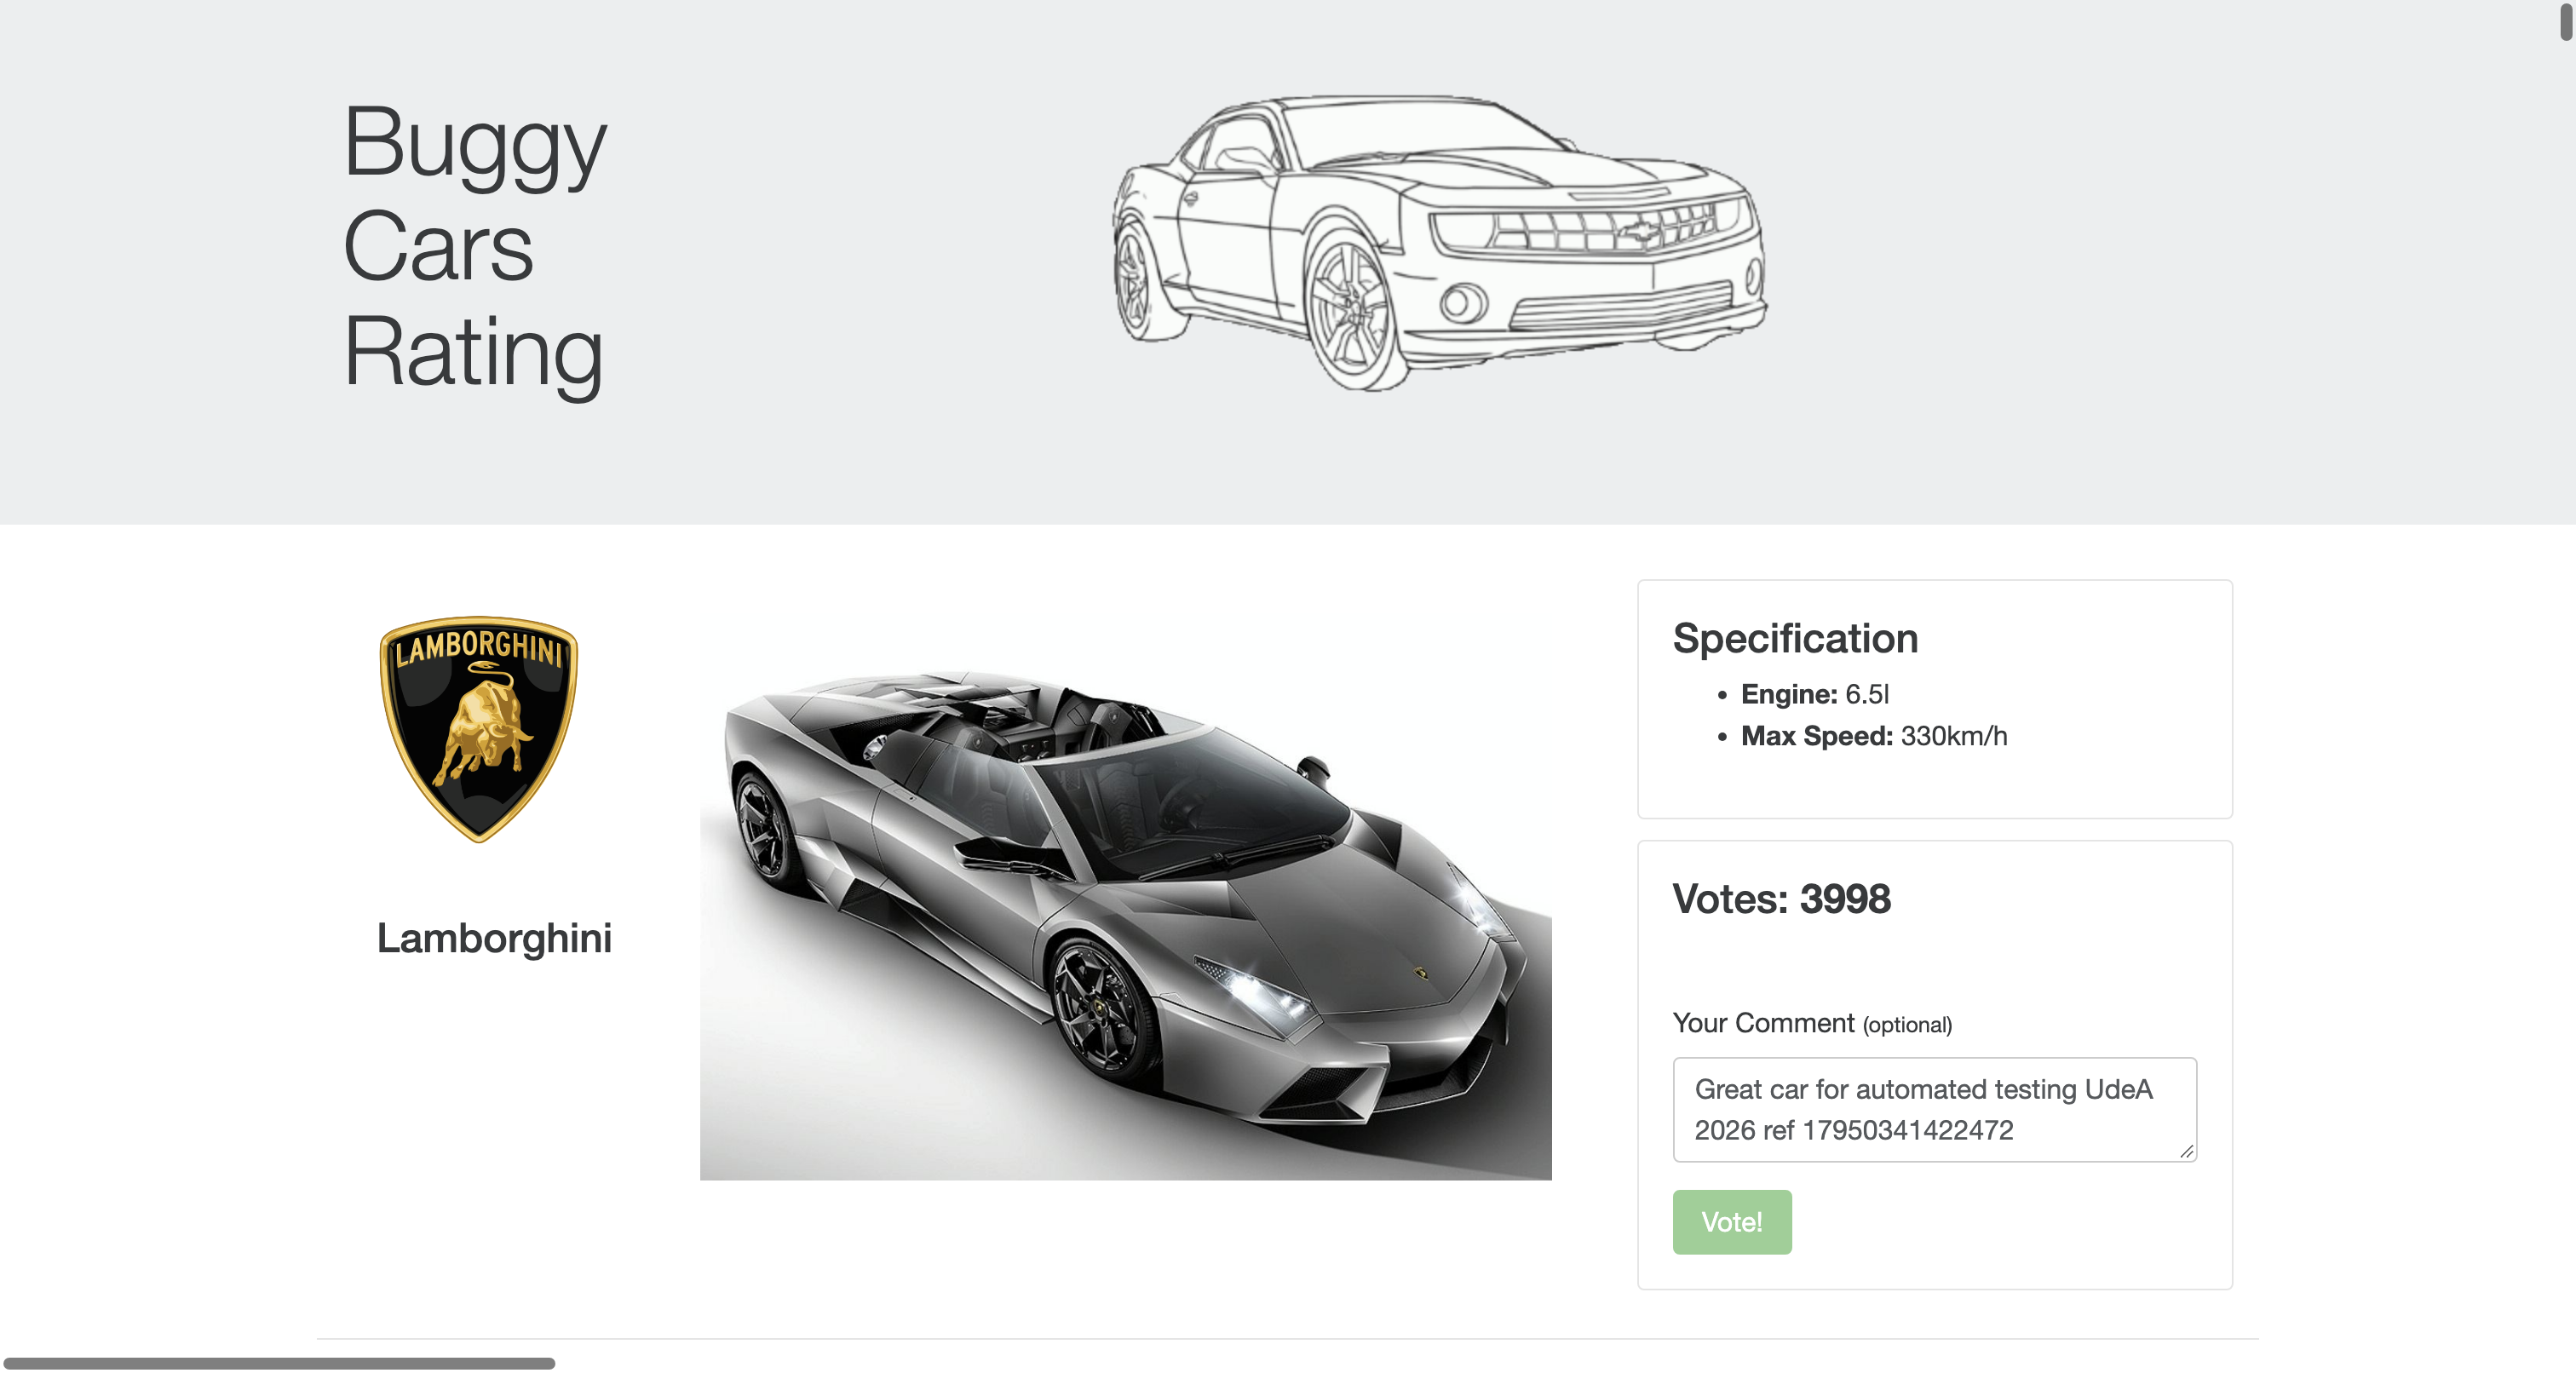 Buggy
Cars
Rating
LAMBORGHINI
Lamborghini
Specification
Engine: 6.5l
Max Speed: 330km/h
Votes: 3998
Your Comment (optional)
Great car for automated testing UdeA
2026 ref 17950341422472
Vote!